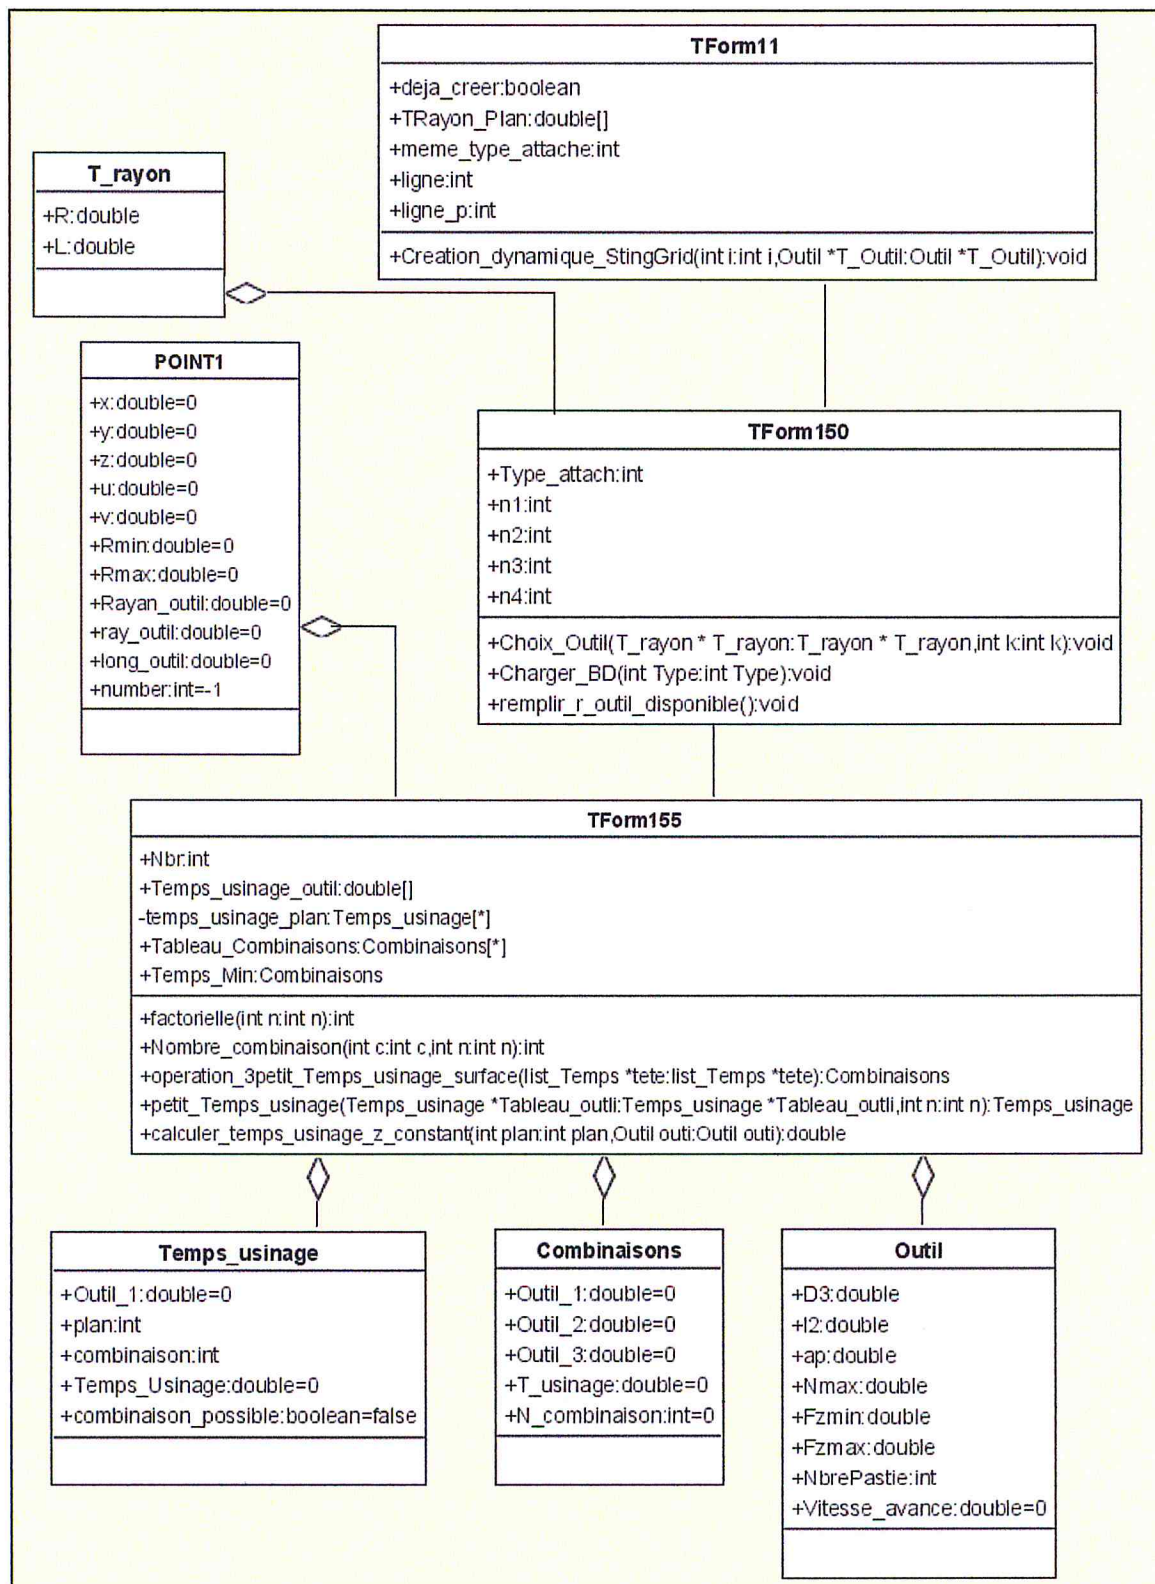 TForm11
+deja_creer:boolean
+TRayon_Plan:double[]
+meme_type_attache:int
+ligne:int
+ligne_p:int
+Creation_dynamique_StingGrid(int i:int i,Outil *T_Outil:Outil *T_Outil):void
T_rayon
+R:double
+L:double
POINT1
+x:double=0
+y:double=0
+z:double=0
+u:double=0
+v:double=0
+Rmin:double=0
+Rmax:double=0
+Rayan_outil:double=0
+ray_outil:double=0
+long_outil:double=0
+number:int=-1
TForm150
+Type_attach:int
+n1:int
+n2:int
+n3:int
+n4:int
+Choix_Outil(T_rayon * T_rayon:T_rayon * T_rayon,int k:int k):void
+Charger_BD(int Type:int Type):void
+remplir_r_outil_disponible():void
TForm155
+Nbr:int
+Temps_usinage_outil:double[]
-temps_usinage_plan:Temps_usinage[*]
+Tableau_Combinaisons:Combinaisons[*]
+Temps_Min:Combinaisons
+factorielle(int n:int n):int
+Nombre_combinaison(int c:int c,int n:int n):int
+operation_3petit_Temps_usinage_surface(list_Temps *tete:list_Temps *tete):Combinaisons
+petit_Temps_usinage(Temps_usinage *Tableau_outli:Temps_usinage *Tableau_outli,int n:int n):Temps_usinage
+calculer_temps_usinage_z_constant(int plan:int plan,Outil outi:Outil outi):double
Temps_usinage
+Outil_1:double=0
+plan:int
+combinaison:int
+Temps_Usinage:double=0
+combinaison_possible:boolean=false
Combinaisons
+Outil_1:double=0
+Outil_2:double=0
+Outil_3:double=0
+T_usinage:double=0
+N_combinaison:int=0
Outil
+D3:double
+l2:double
+ap:double
+Nmax:double
+Fzmin:double
+Fzmax:double
+NbrePastie:int
+Vitesse_avance:double=0